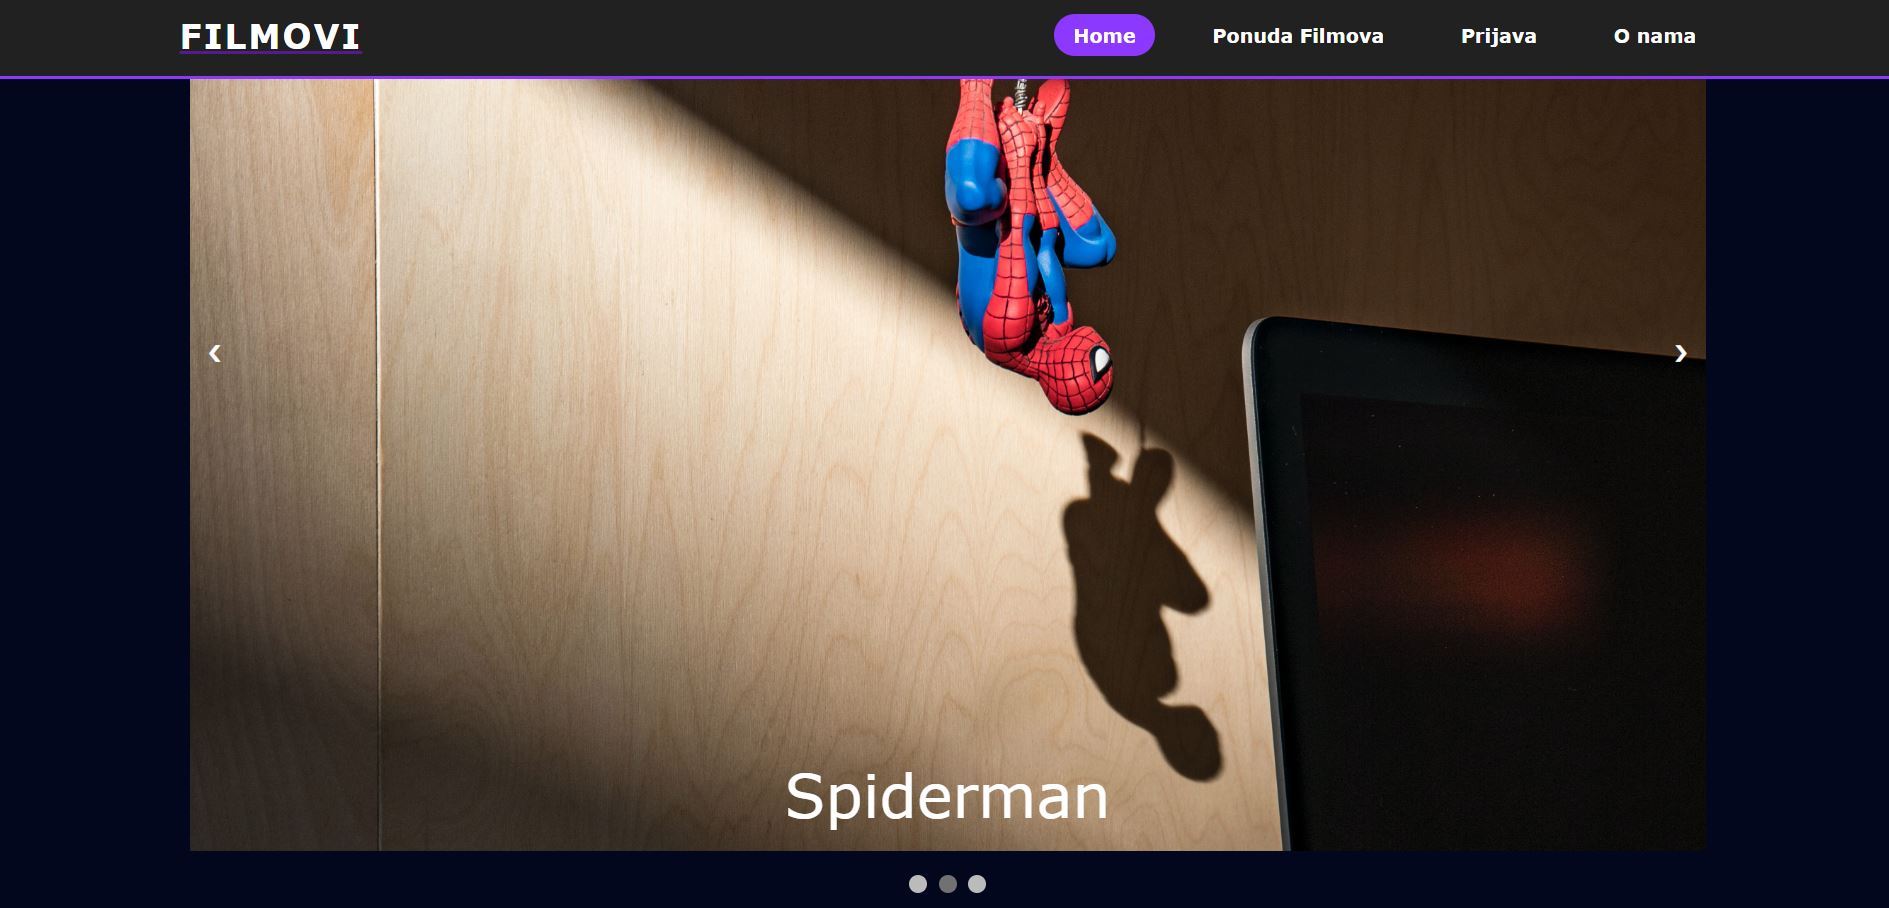 FILMOVI
Home
Ponuda Filmova
Prijava
O nama
❮
❯
Spiderman